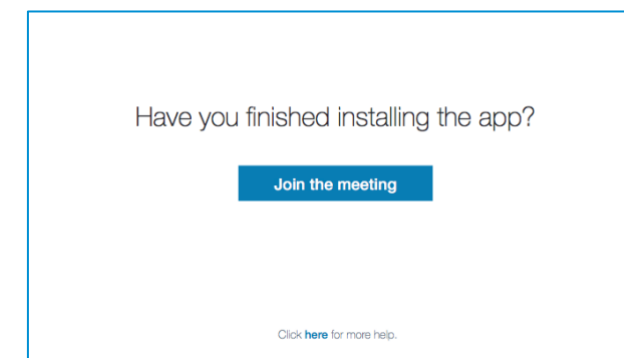 Have you finished installing the app?
Join the meeting
Click here for more help.